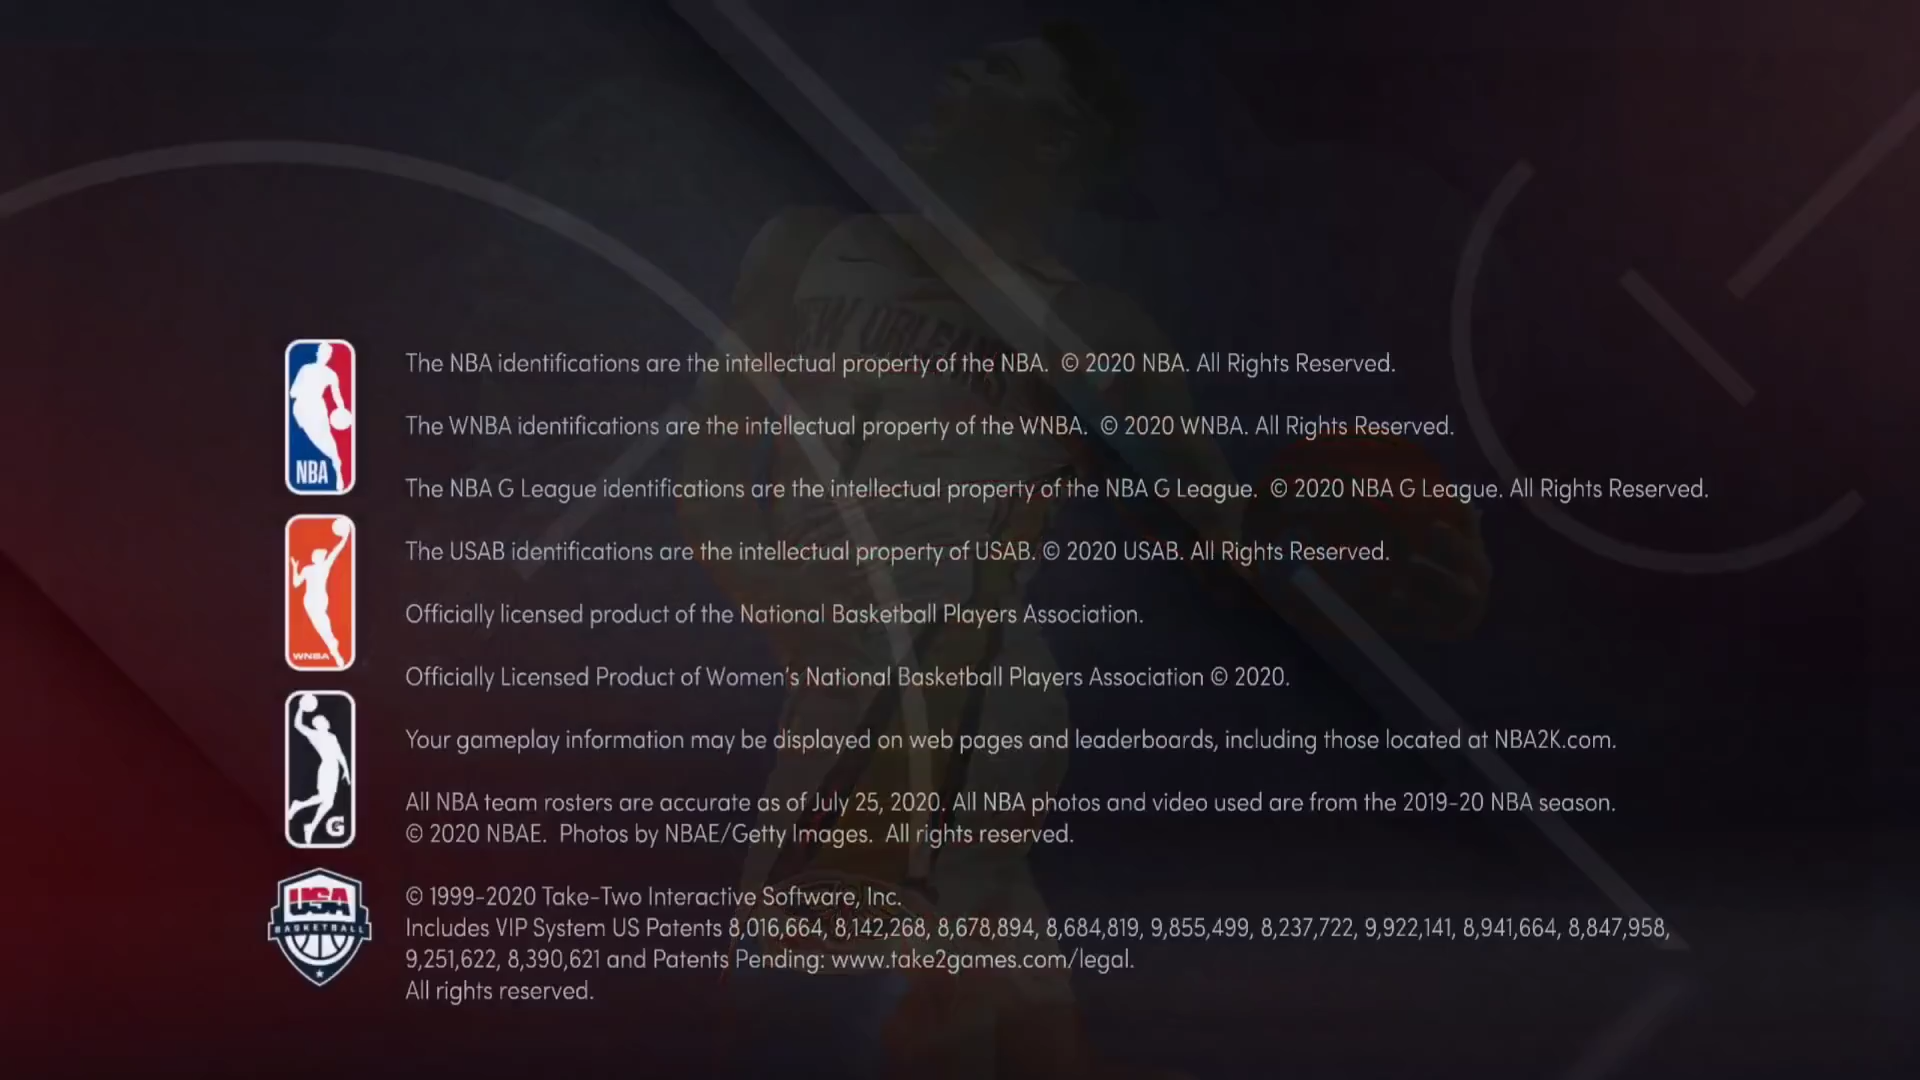 NEW ORLEANS
The NBA identifications are the intellectual property of the NBA.  © 2020 NBA. All Rights Reserved.
NBA
The WNBA identifications are the intellectual property of the WNBA.  © 2020 WNBA. All Rights Reserved.
The NBA G League identifications are the intellectual property of the NBA G League.  © 2020 NBA G League. All Rights Reserved.
The USAB identifications are the intellectual property of USAB. © 2020 USAB. All Rights Reserved.
Officially licensed product of the National Basketball Players Association.
WNBA
Officially Licensed Product of Women's National Basketball Players Association © 2020.
Your gameplay information may be displayed on web pages and leaderboards, including those located at NBA2K.com.
All NBA team rosters are accurate as of July 25, 2020. All NBA photos and video used are from the 2019-20 NBA season.
G
© 2020 NBAE.  Photos by NBAE/Getty Images.  All rights reserved.
USA
BASKETBALL
© 1999-2020 Take-Two Interactive Software, Inc.
Includes VIP System US Patents 8,016,664, 8,142,268, 8,678,894, 8,684,819, 9,855,499, 8,237,722, 9,922,141, 8,941,664, 8,847,958,
9,251,622, 8,390,621 and Patents Pending: www.take2games.com/legal.
All rights reserved.